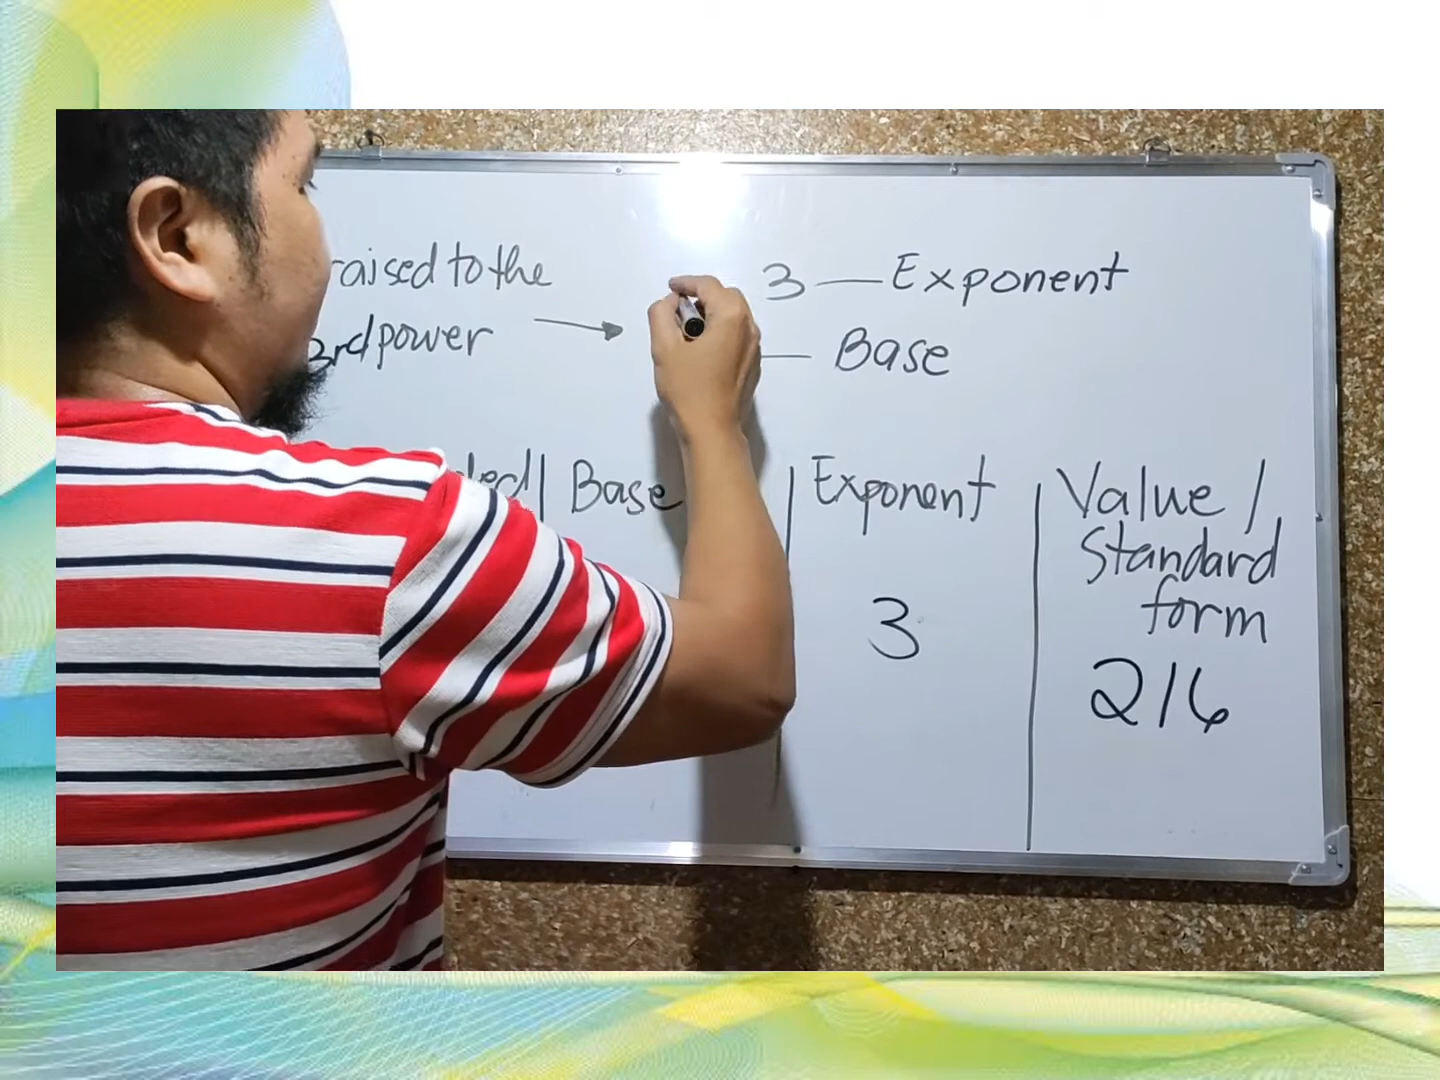 raised to the
3rd power
3 — Exponent
— Base
Base
Exponent
Value /
Standard
form
3
216